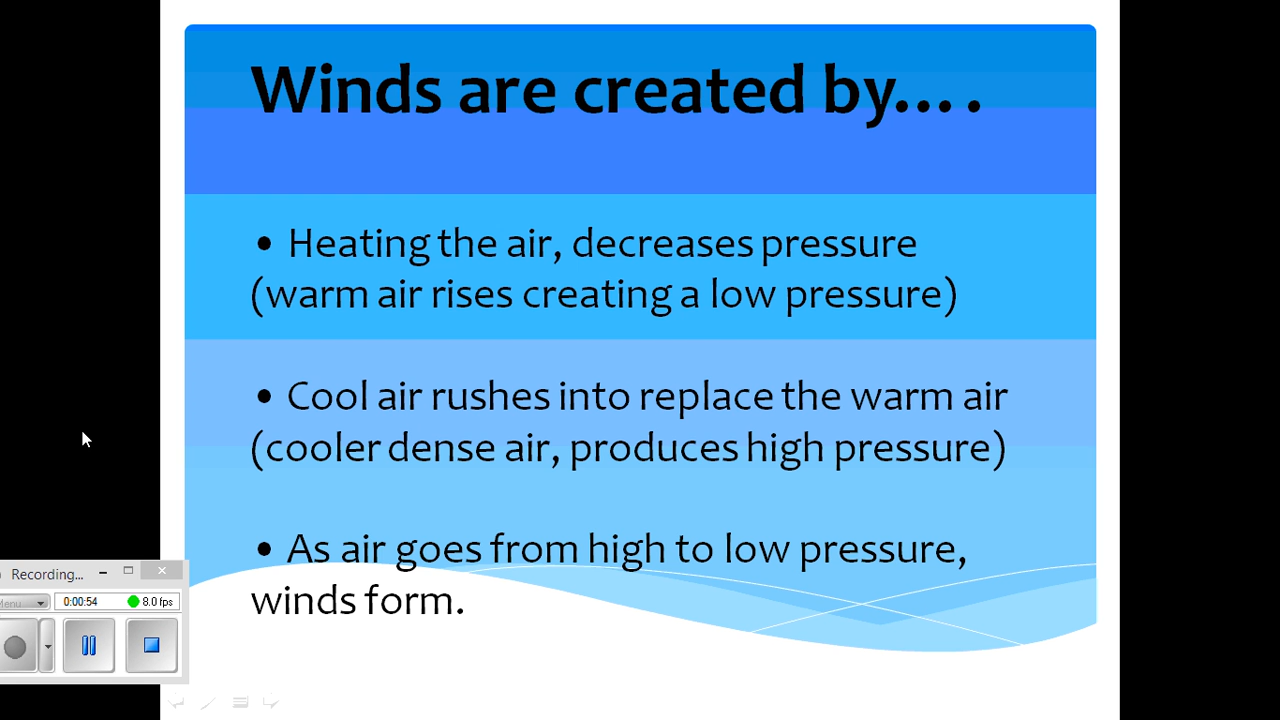 Winds are created by....
• Heating the air, decreases pressure
(warm air rises creating a low pressure)
• Cool air rushes into replace the warm air
(cooler dense air, produces high pressure)
• As air goes from high to low pressure,
winds form.
Recording...
Menu
0:00:54
8.0 fps